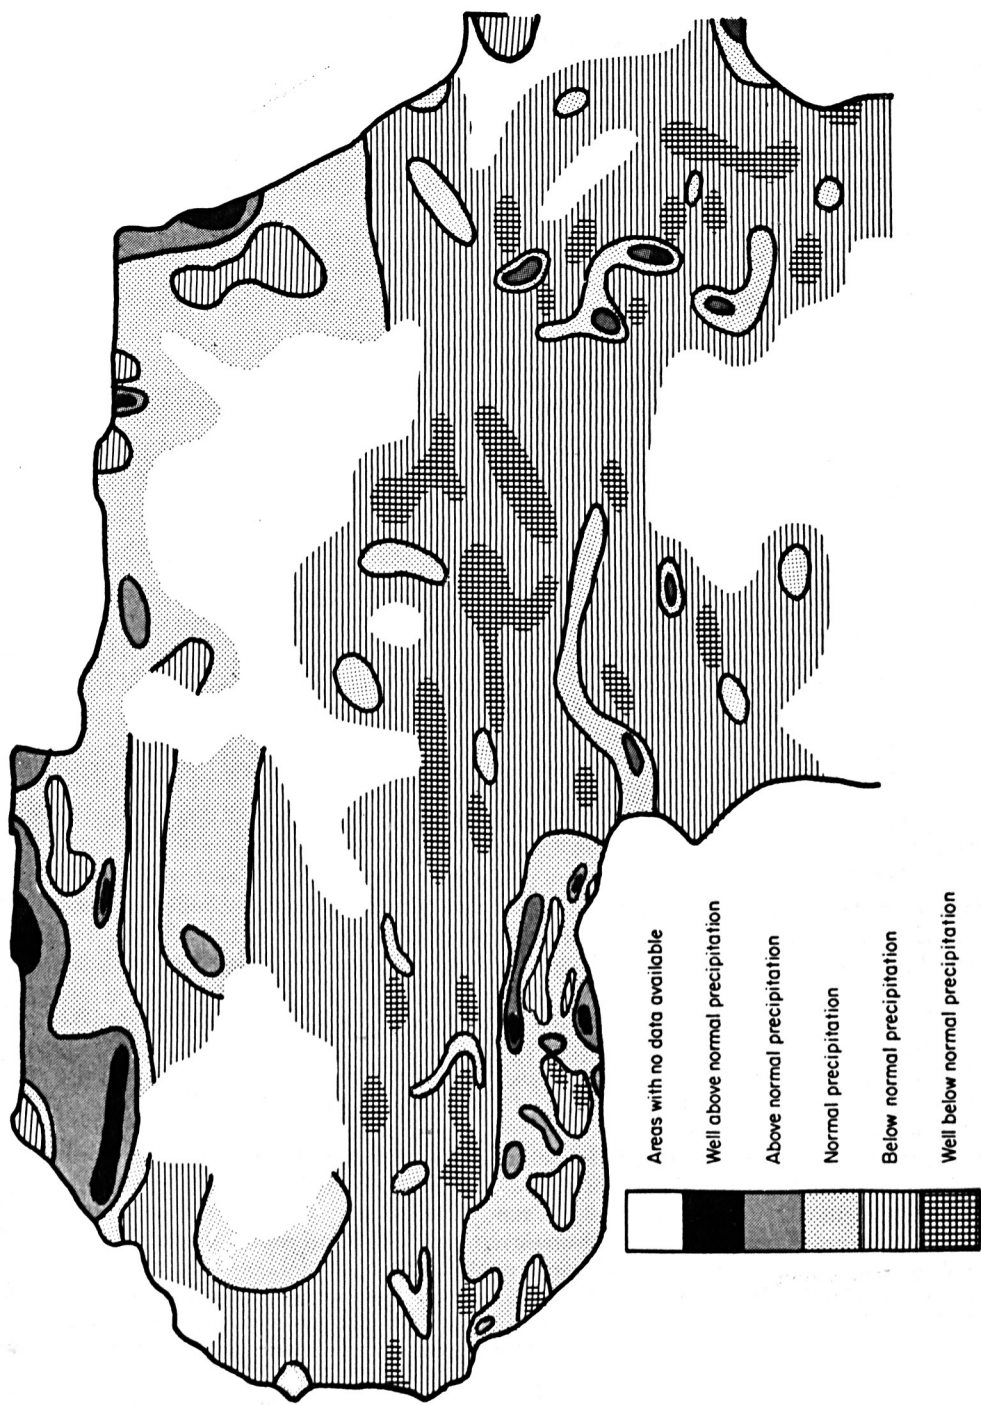 Areas with no data available
Well above normal precipitation
Above normal precipitation
Normal precipitation
Below normal precipitation
Well below normal precipitation